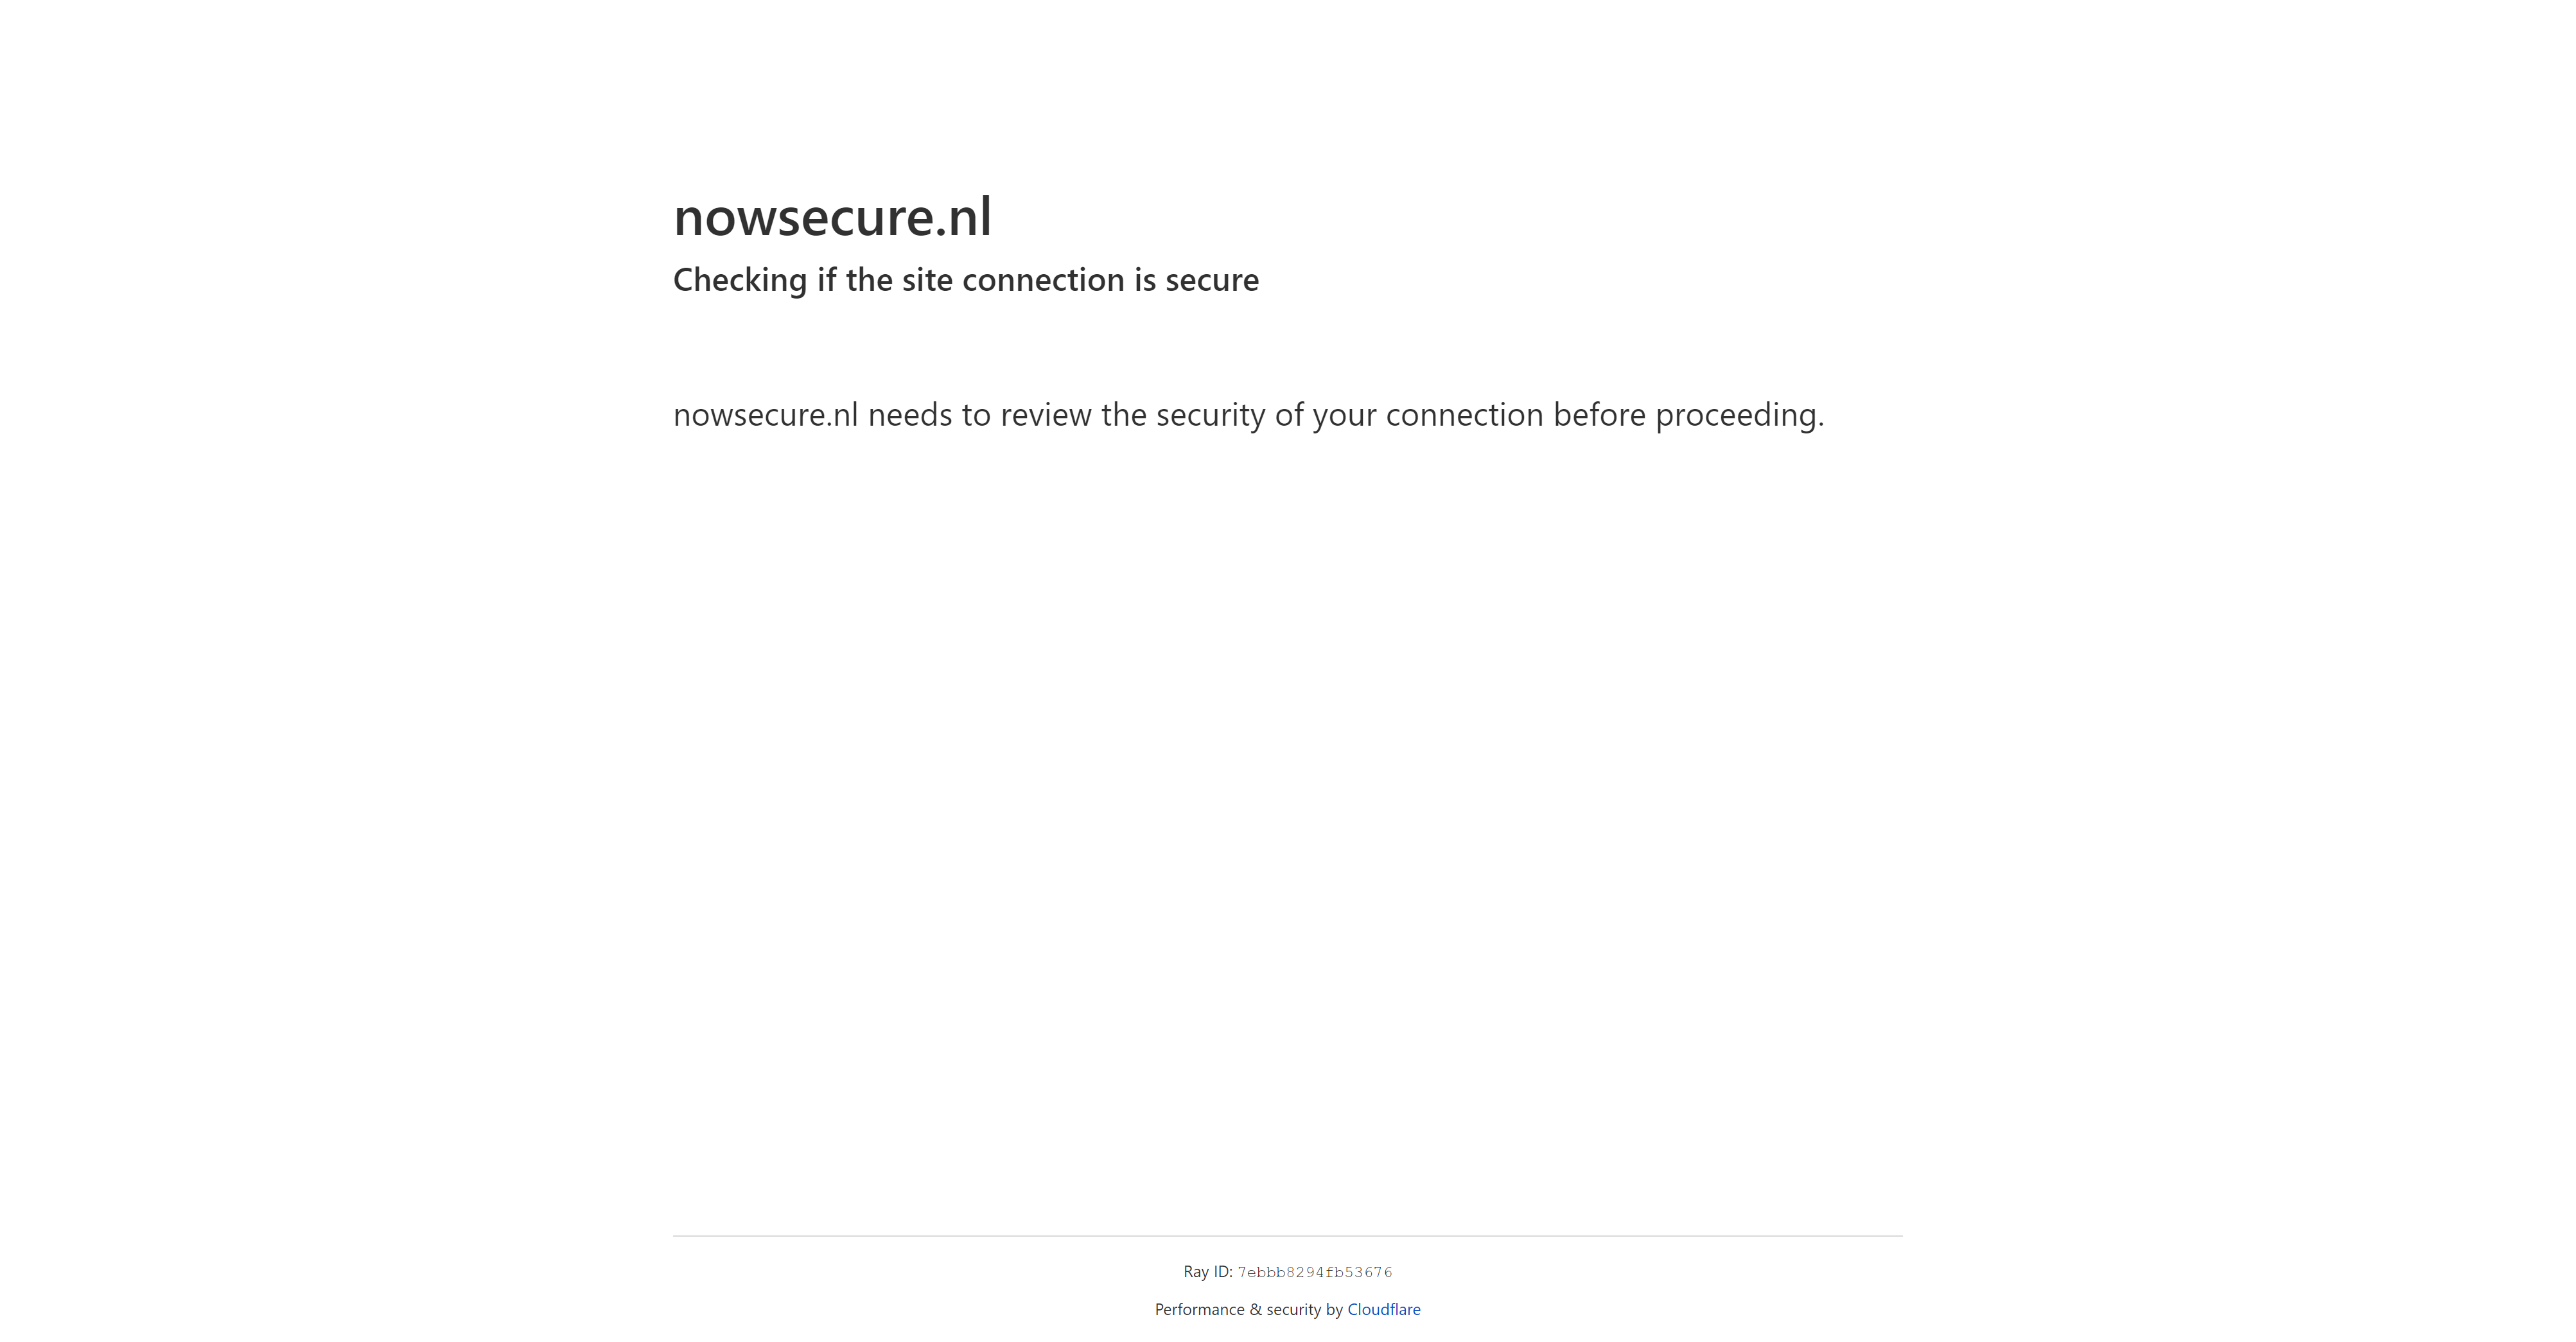 nowsecure.nl
Checking if the site connection is secure
nowsecure.nl needs to review the security of your connection before proceeding.
Ray ID: 7ebbb8294fb53676
Performance & security by Cloudflare